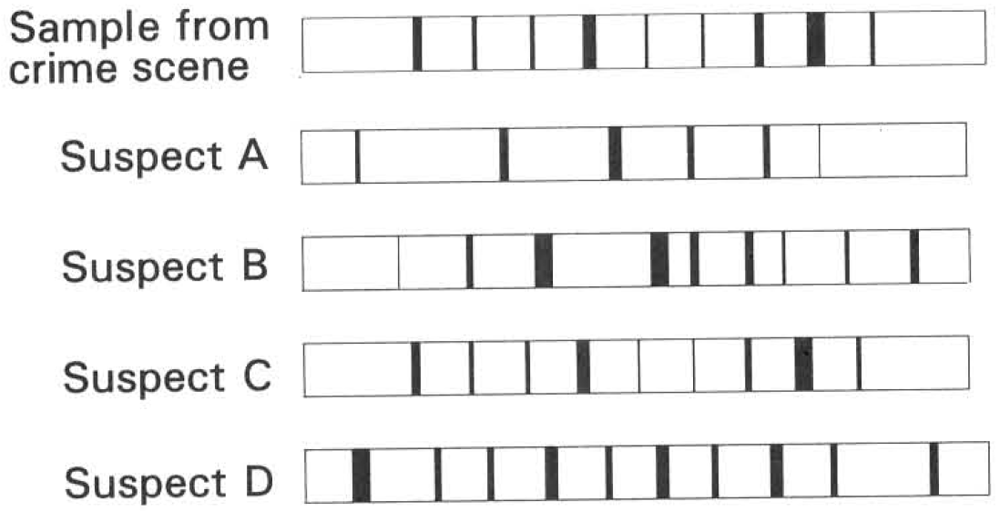 Sample from
crime scene
Suspect A
Suspect B
Suspect C
Suspect D